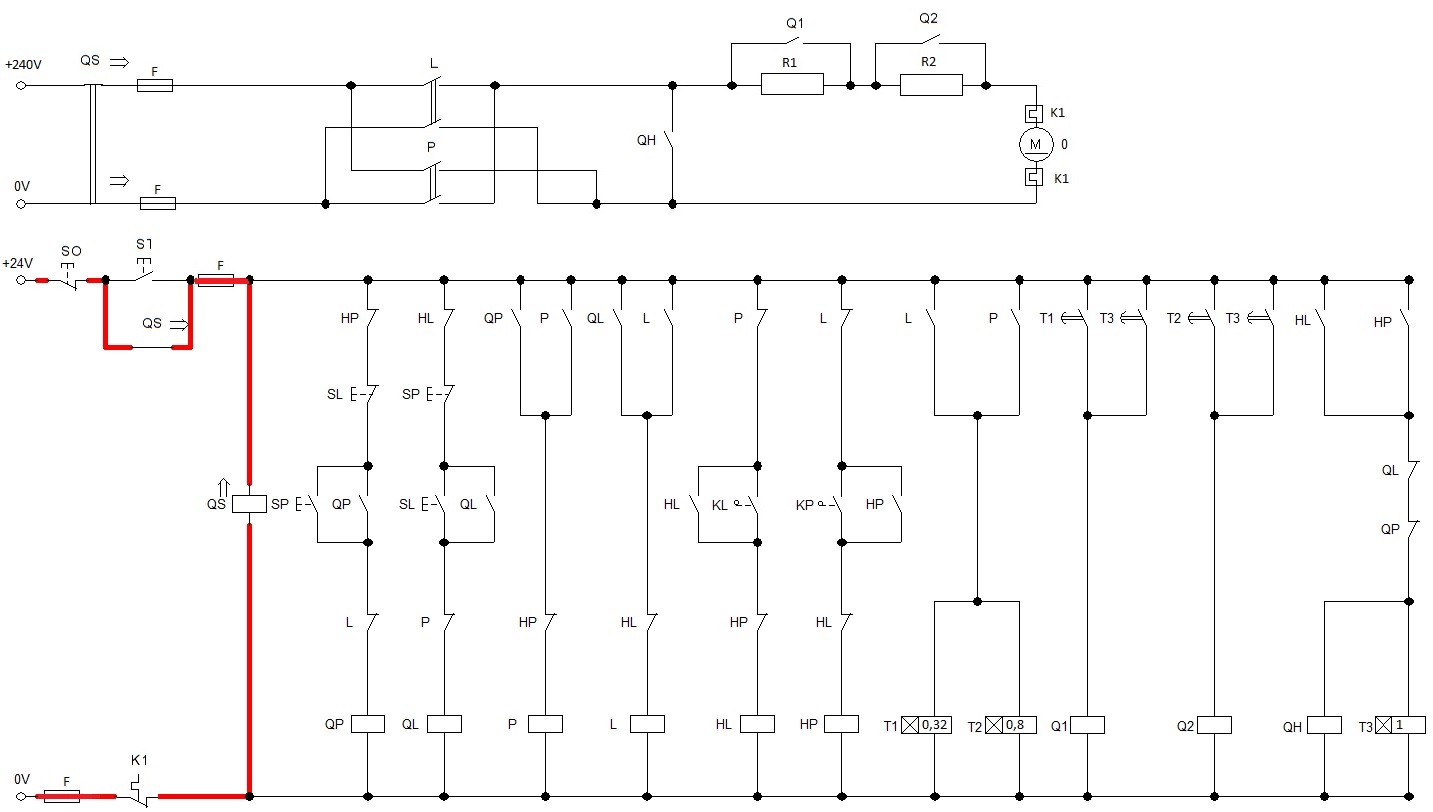 Q1 Q2
QS F L R1 R2
+240V
K1
QH P M 0
0V F K1
SO S1 F
+24V
QS
HP HL QP P QL L P L L P T1 T3 T2 T3 HL HP
SL SP
QL
QS SP QP SL QL HL KL KP HP
QP
L P HP HL HP HL
QP QL P L HL HP T1 0,32 T2 0,8 Q1 Q2 QH T3 1
K1
0V F